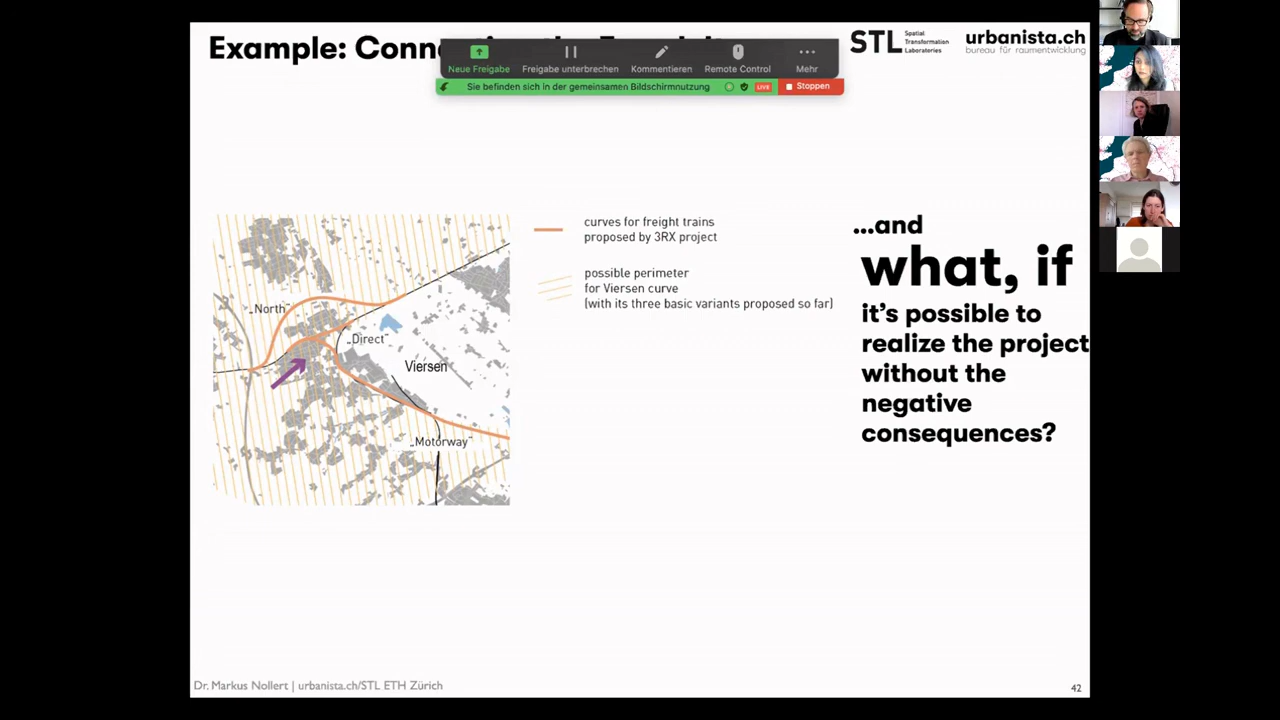 Example: Conn
STL Spatial
Transformation
Laboratories
urbanista.ch
bureau für raumentwicklung
Neue Freigabe
Freigabe unterbrechen
Kommentieren
Remote Control
Mehr
Sie befinden sich in der gemeinsamen Bildschirmnutzung
LIVE
Stoppen
„North“
„Direct“
Viersen
„Motorway“
curves for freight trains
proposed by 3RX project
possible perimeter
for Viersen curve
(with its three basic variants proposed so far)
...and
what, if
it’s possible to
realize the project
without the
negative
consequences?
Dr. Markus Nollert | urbanista.ch/STL ETH Zürich
42